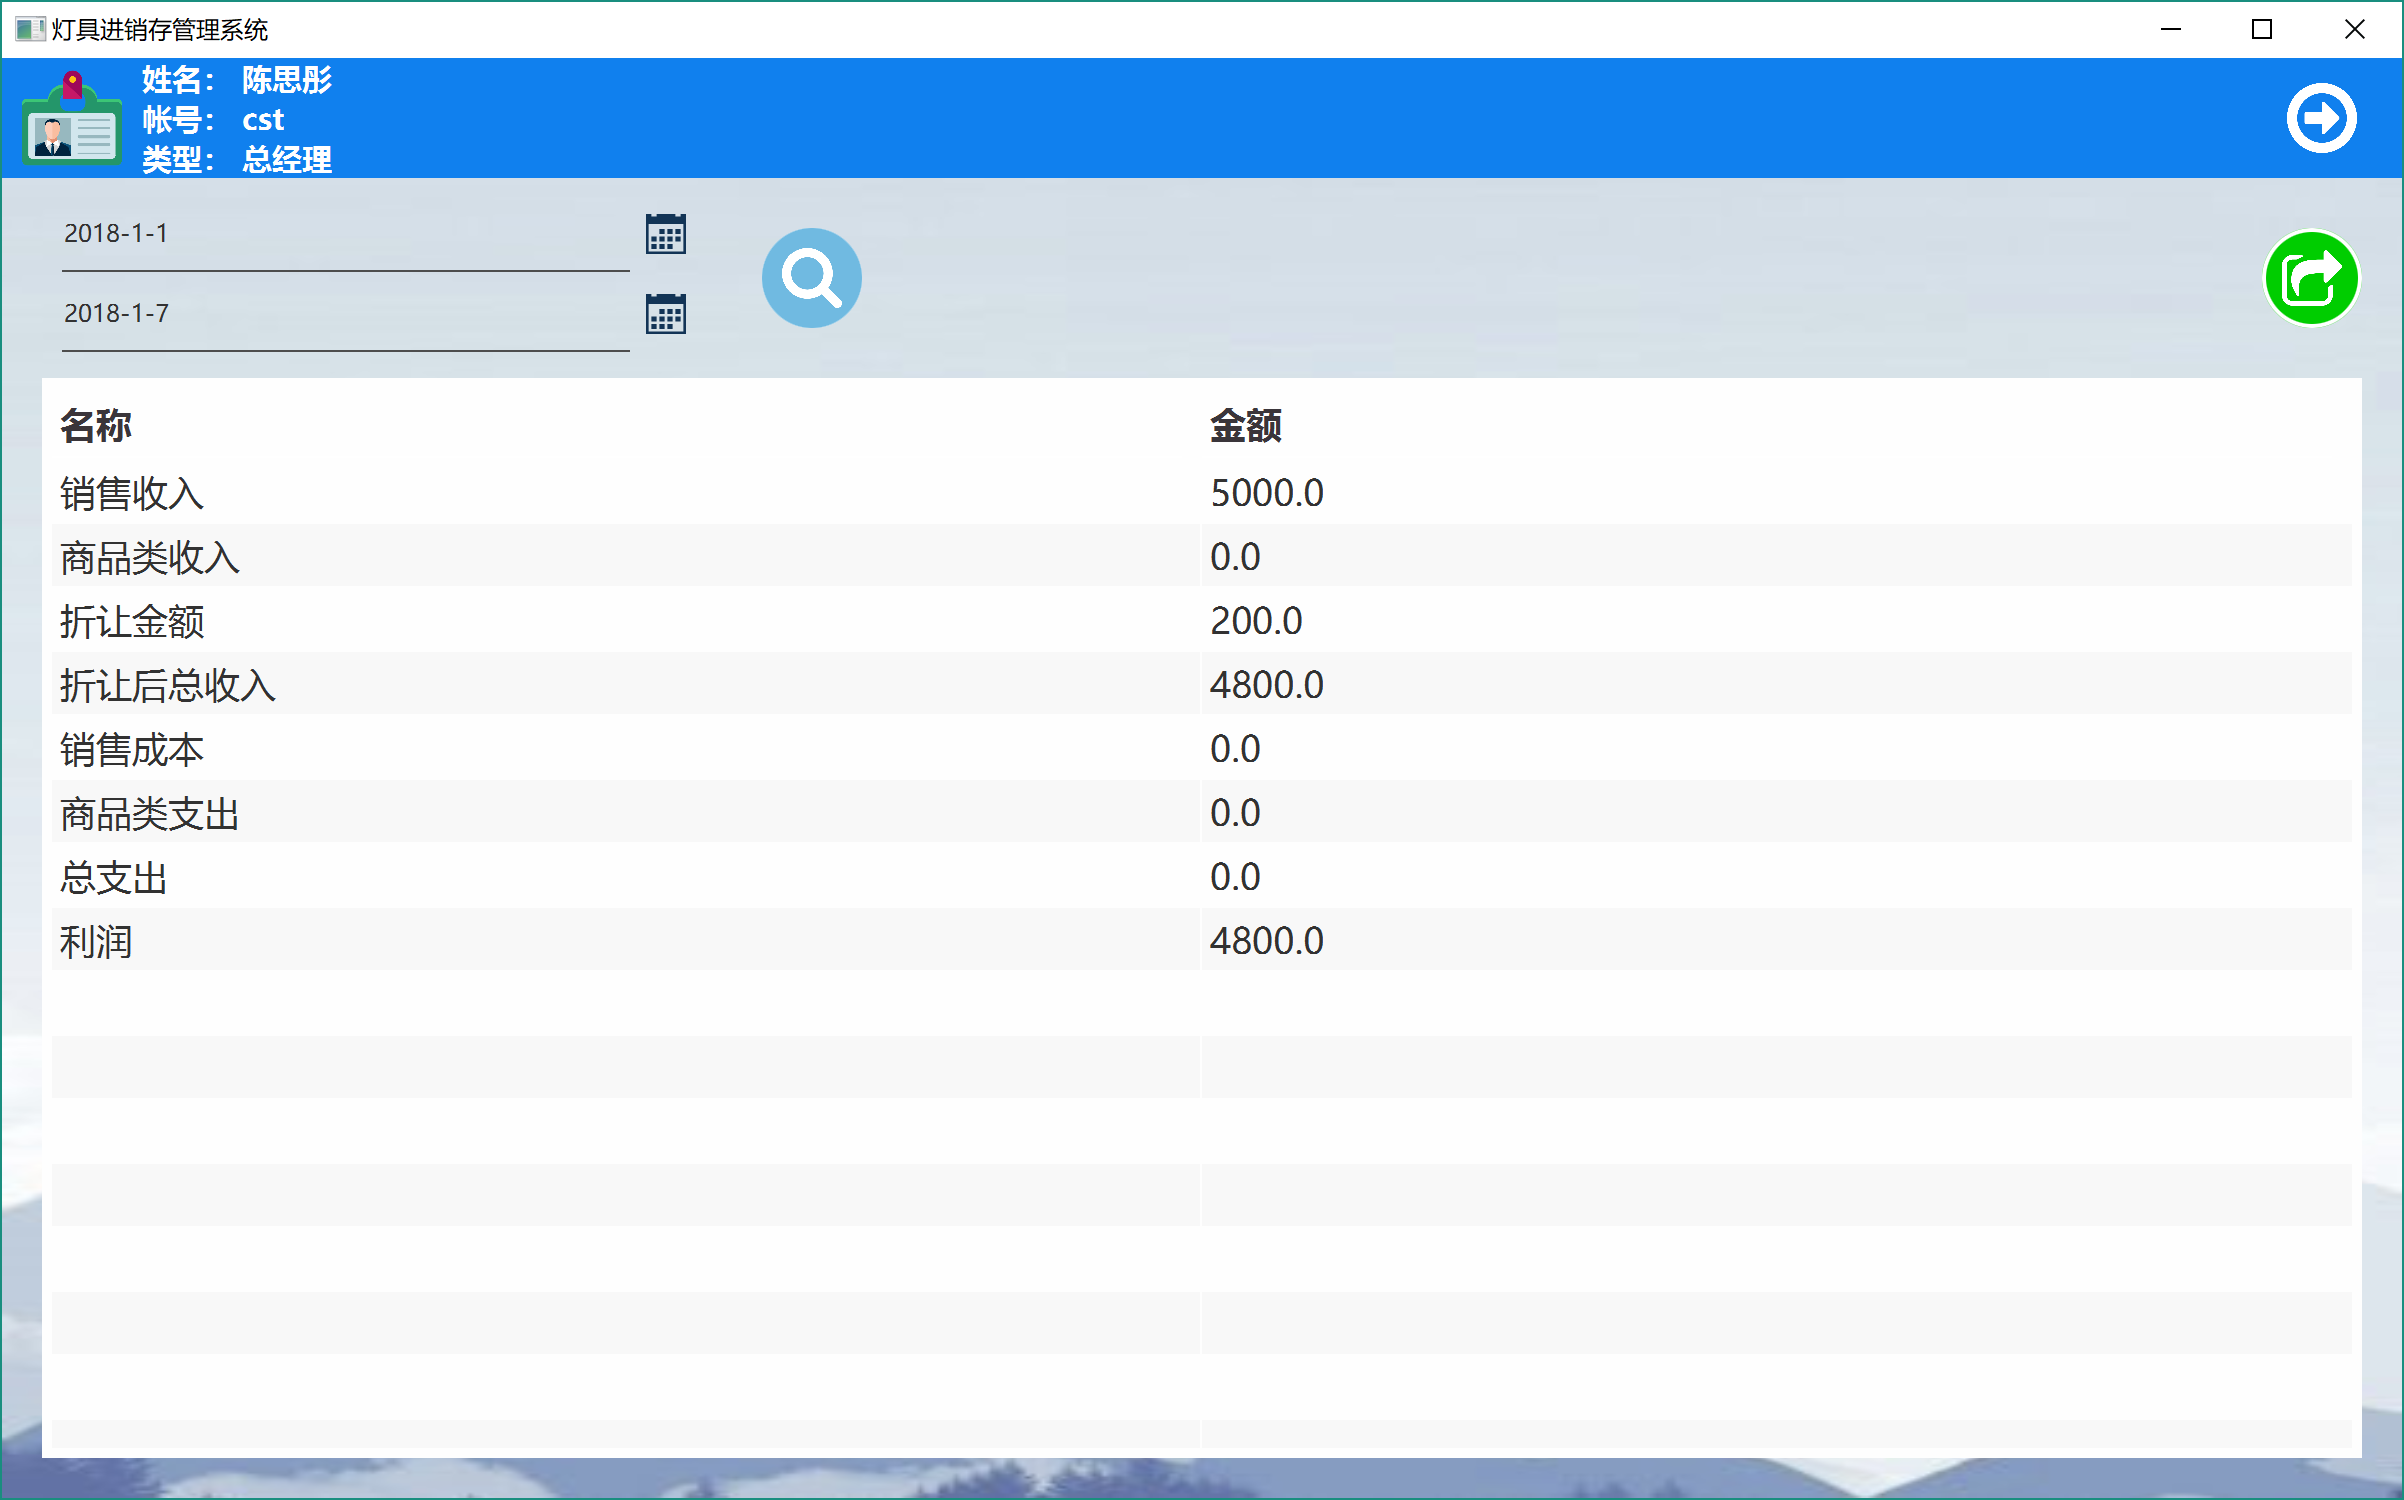 灯具进销存管理系统
姓名： 陈思彤
帐号： cst
类型： 总经理
2018-1-1
2018-1-7
名称 金额
销售收入 5000.0
商品类收入 0.0
折让金额 200.0
折让后总收入 4800.0
销售成本 0.0
商品类支出 0.0
总支出 0.0
利润 4800.0